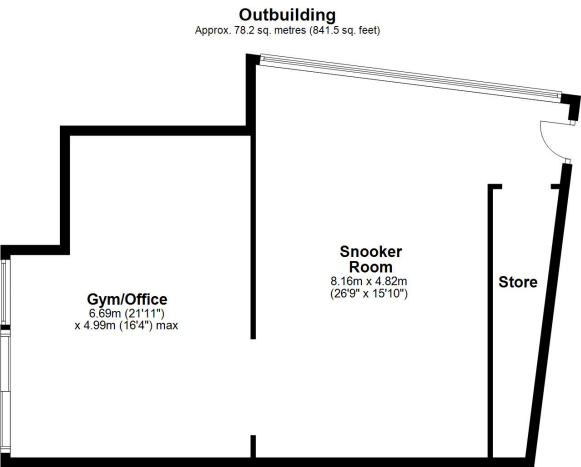 Outbuilding
Approx. 78.2 sq. metres (841.5 sq. feet)
Snooker
Room
8.16m x 4.82m
(26'9" x 15'10")
Store
Gym/Office
6.69m (21'11")
x 4.99m (16'4") max